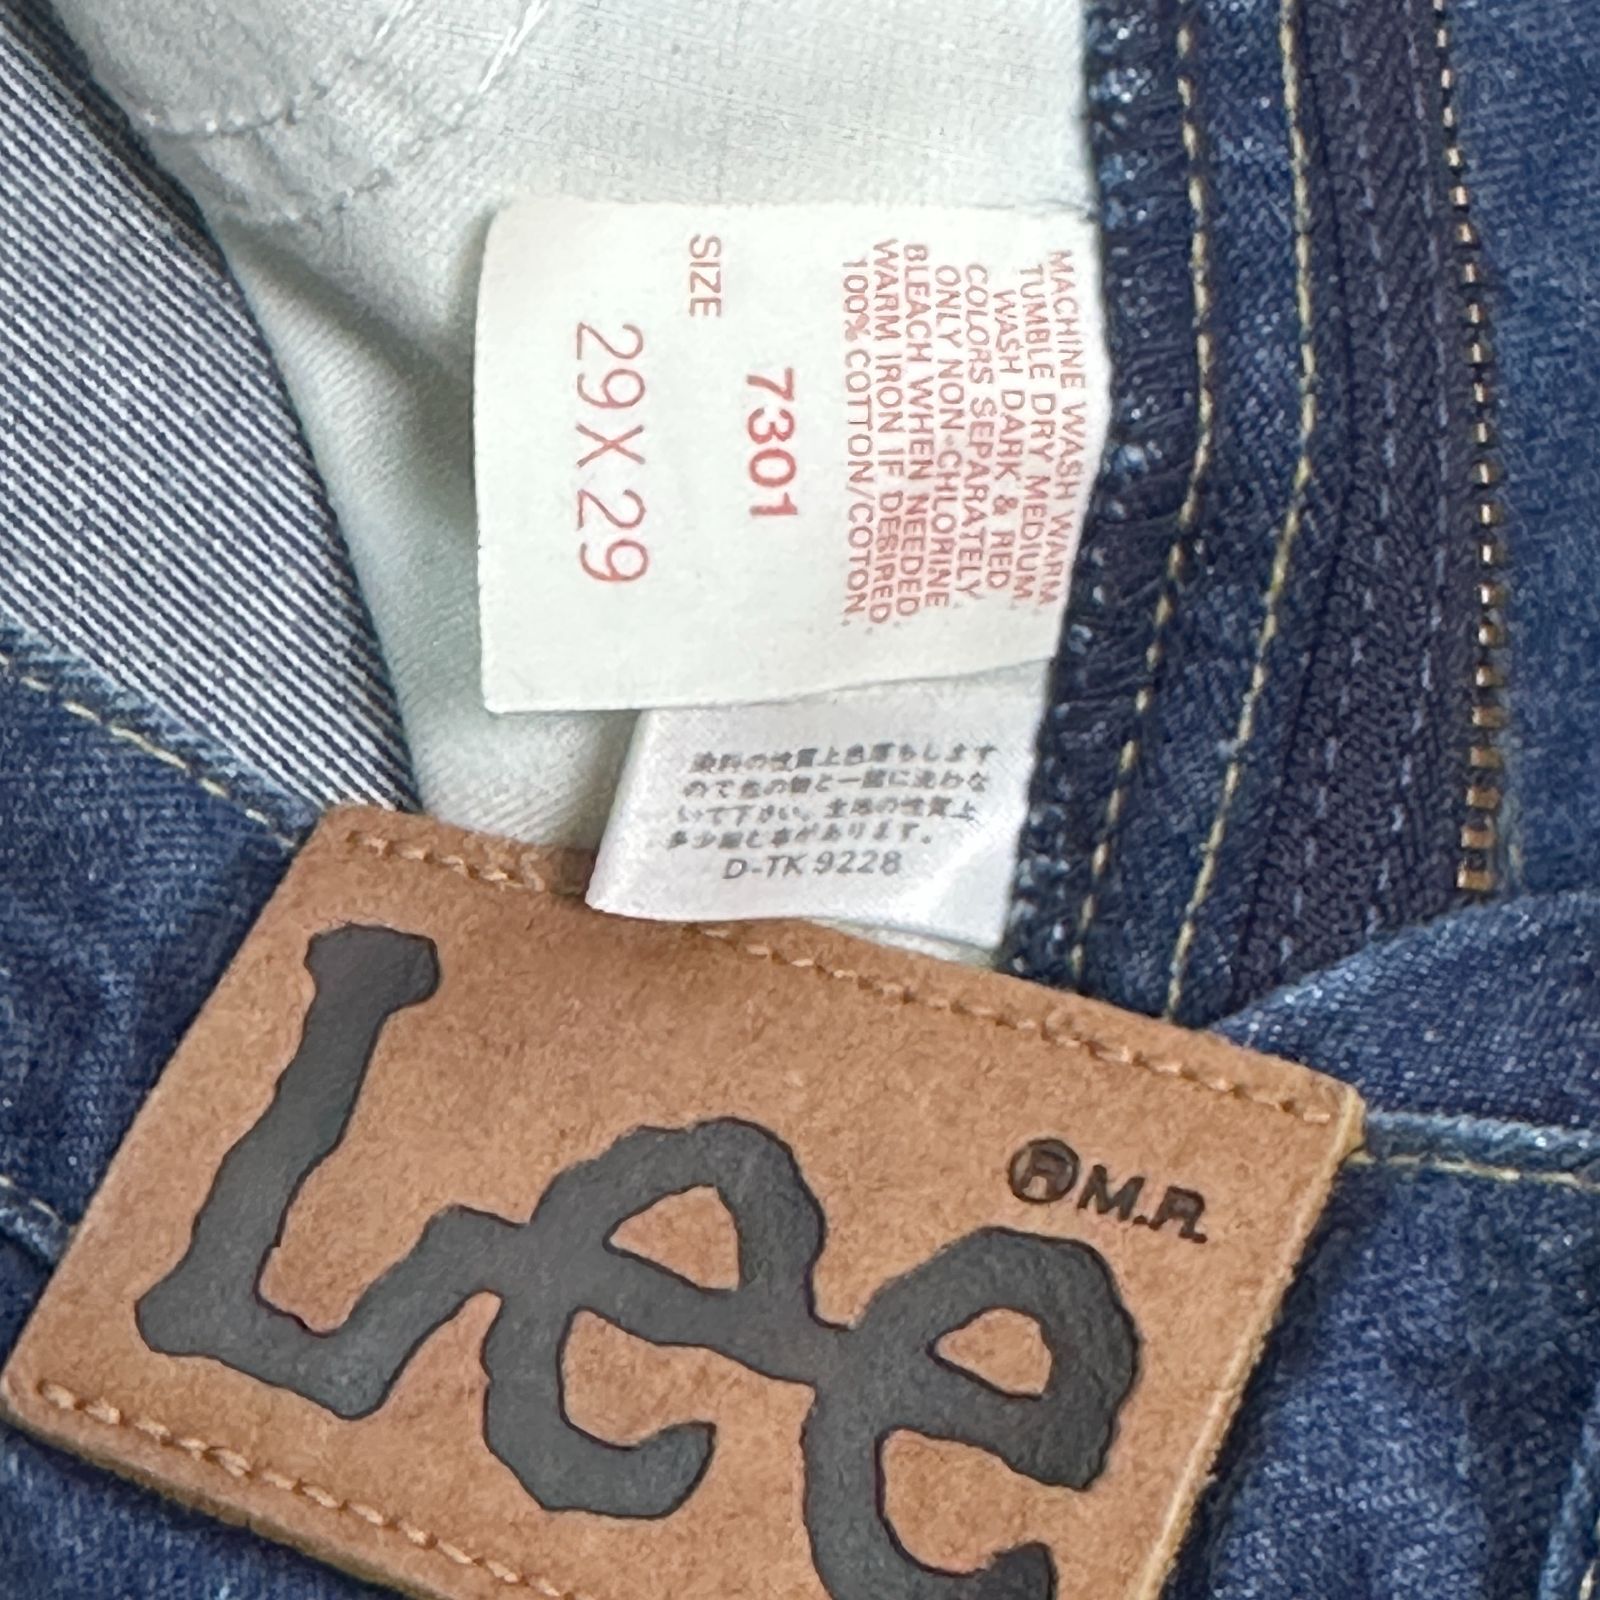 MACHINE WASH WARM.
TUMBLE DRY MEDIUM.
WASH DARK & RED
COLORS SEPARATELY
ONLY NON-CHLORINE
BLEACH WHEN NEEDED.
WARM IRON IF DESIRED.
100% COTTON/COTON.
7301
SIZE
29X29
染料の性質上色落ちします
ので他の物と一緒に洗わな
いで下さい。生地の性質上
多少縮む事があります。
D-TK 9228
Lee
® M.R.